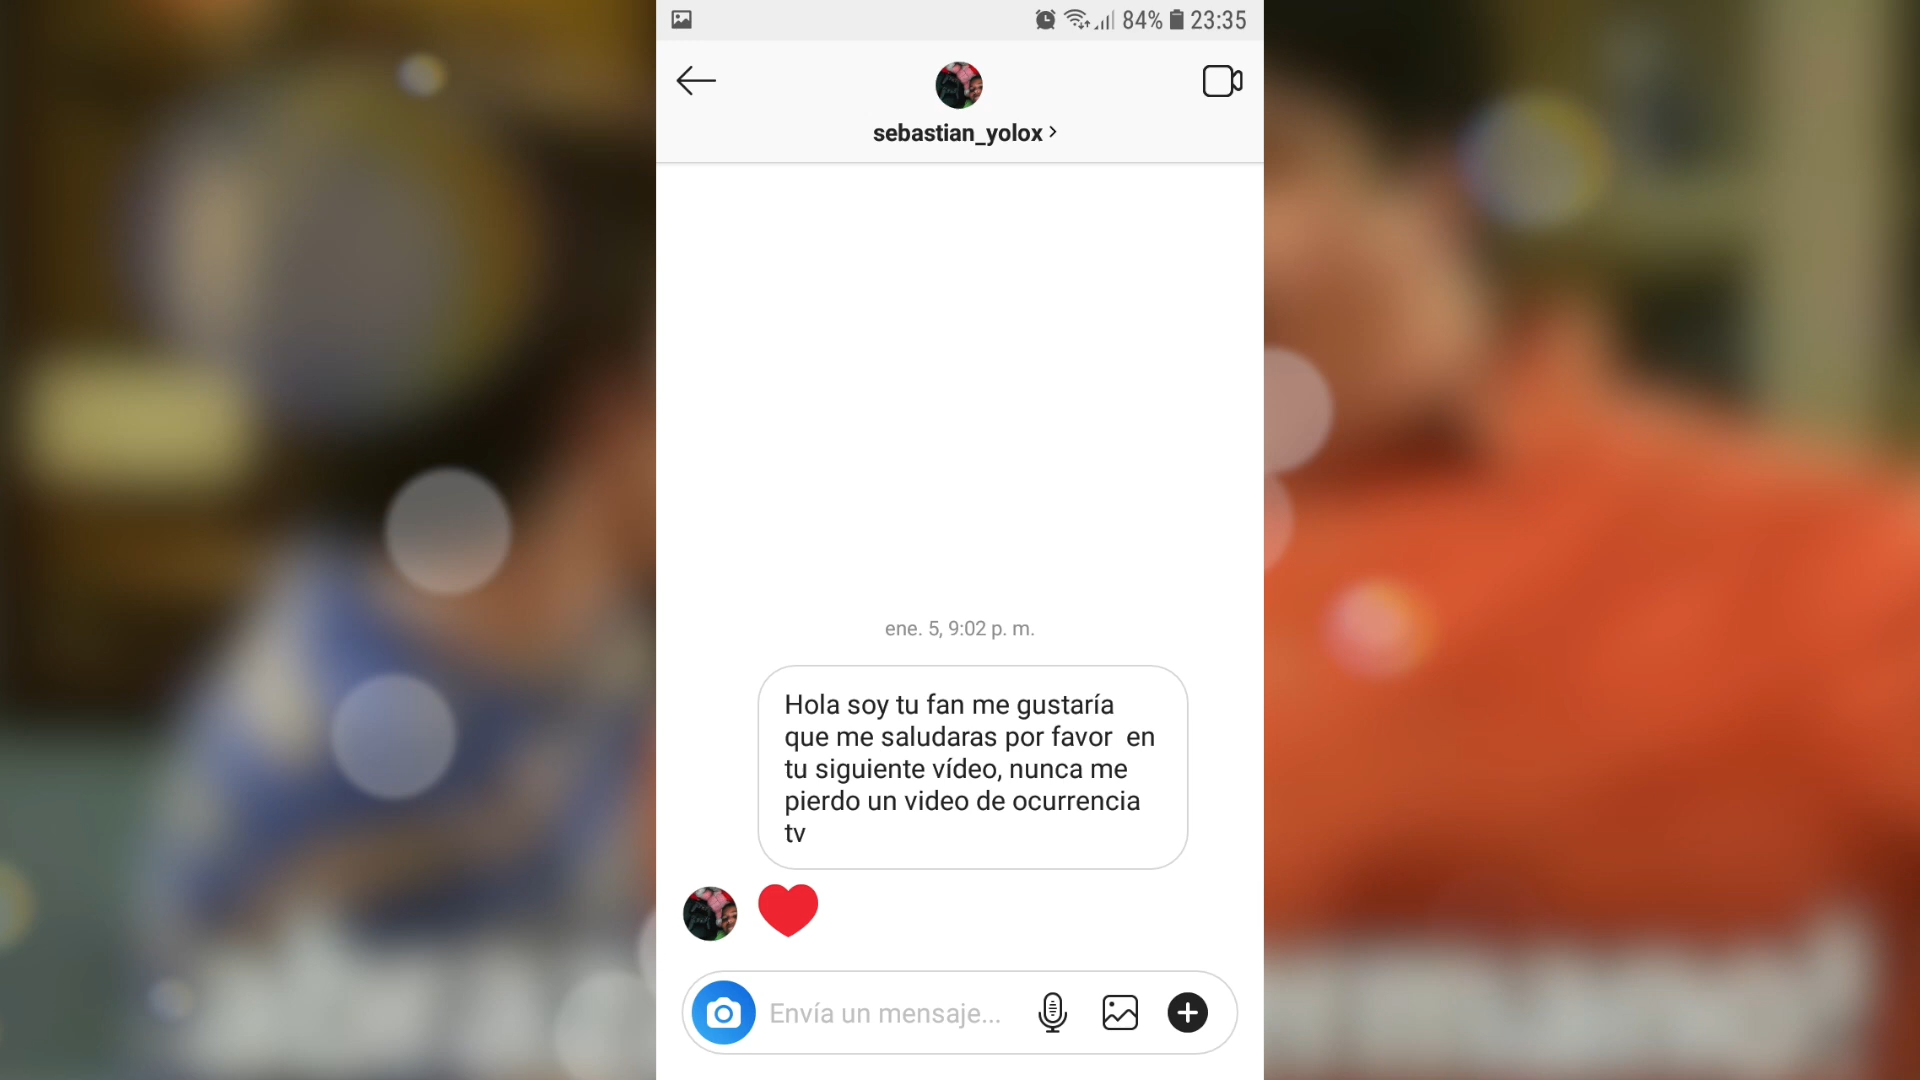 84% 23:35
sebastian_yolox
ene. 5, 9:02 p. m.
Hola soy tu fan me gustaría
que me saludaras por favor  en
tu siguiente vídeo, nunca me
pierdo un video de ocurrencia
tv
Envía un mensaje...